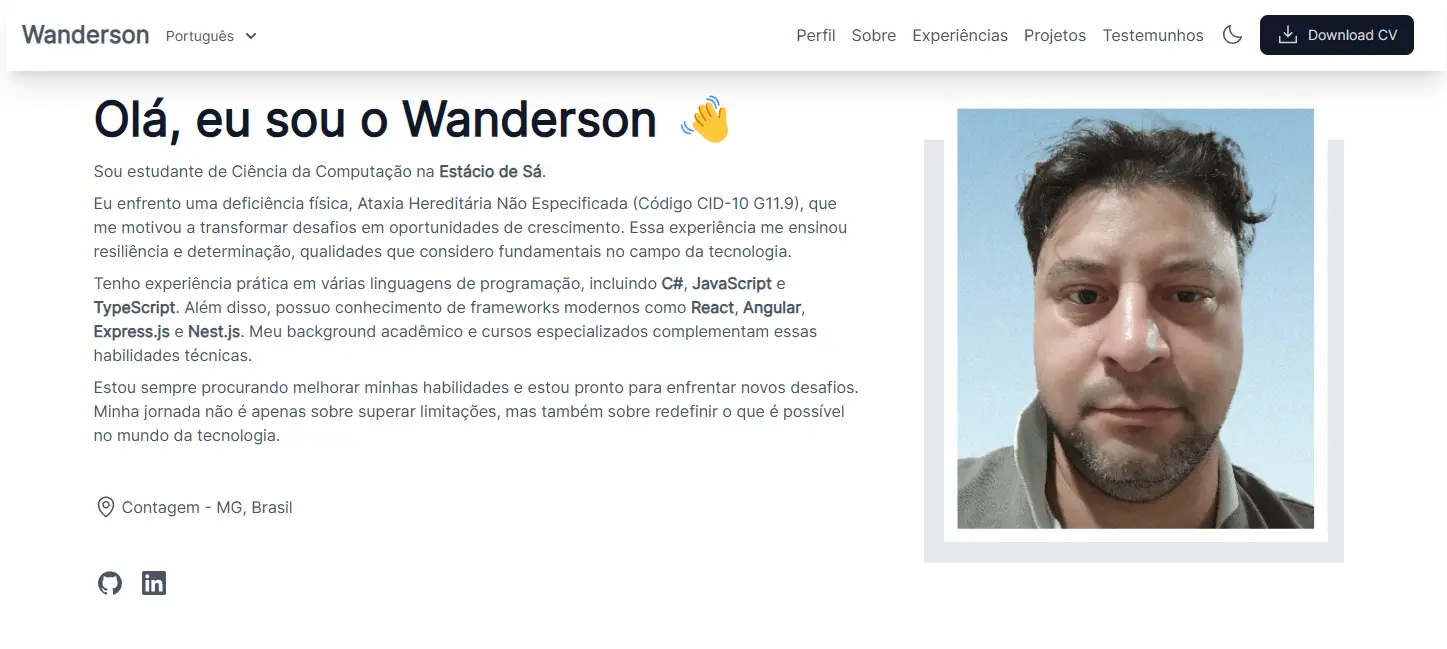 Wanderson
Português
Perfil Sobre Experiências Projetos Testemunhos
Download CV
Olá, eu sou o Wanderson 👋
Sou estudante de Ciência da Computação na Estácio de Sá.
Eu enfrento uma deficiência física, Ataxia Hereditária Não Especificada (Código CID-10 G11.9), que
me motivou a transformar desafios em oportunidades de crescimento. Essa experiência me ensinou
resiliência e determinação, qualidades que considero fundamentais no campo da tecnologia.
Tenho experiência prática em várias linguagens de programação, incluindo C#, JavaScript e
TypeScript. Além disso, possuo conhecimento de frameworks modernos como React, Angular,
Express.js e Nest.js. Meu background acadêmico e cursos especializados complementam essas
habilidades técnicas.
Estou sempre procurando melhorar minhas habilidades e estou pronto para enfrentar novos desafios.
Minha jornada não é apenas sobre superar limitações, mas também sobre redefinir o que é possível
no mundo da tecnologia.
Contagem - MG, Brasil
in